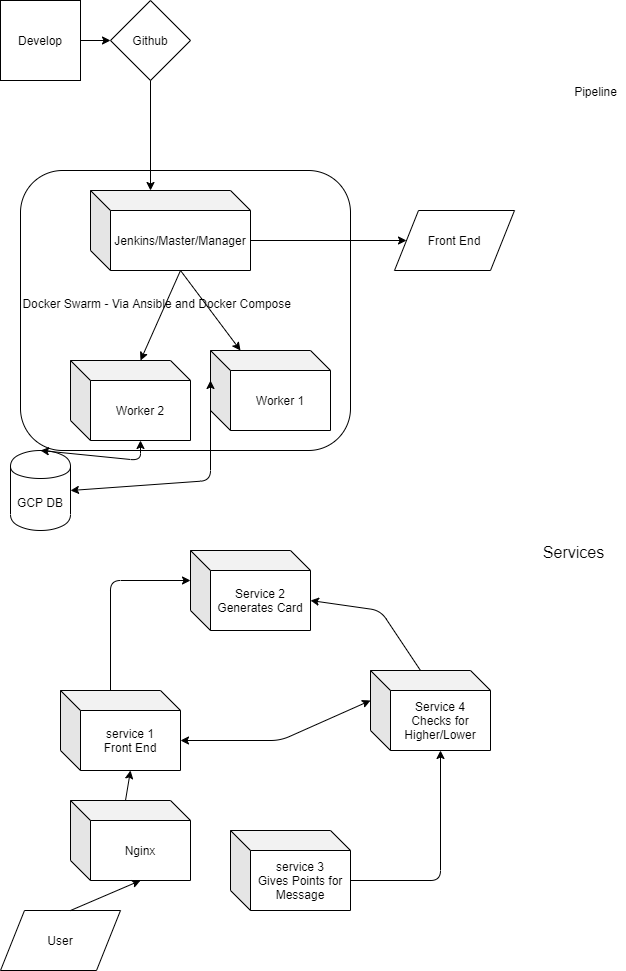 Develop
Github
Pipeline
Jenkins/Master/Manager
Front End
Docker Swarm - Via Ansible and Docker Compose
Worker 2
Worker 1
GCP DB
Services
Service 2
Generates Card
Service 4
Checks for
Higher/Lower
service 1
Front End
Nginx
service 3
Gives Points for
Message
User